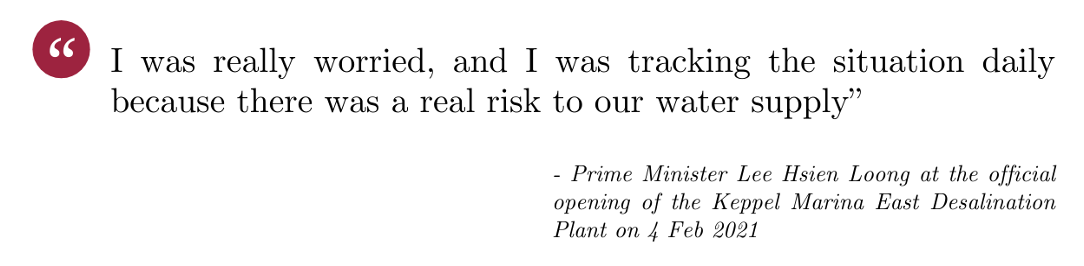 “ I was really worried, and I was tracking the situation daily
because there was a real risk to our water supply”
- Prime Minister Lee Hsien Loong at the official
opening of the Keppel Marina East Desalination
Plant on 4 Feb 2021